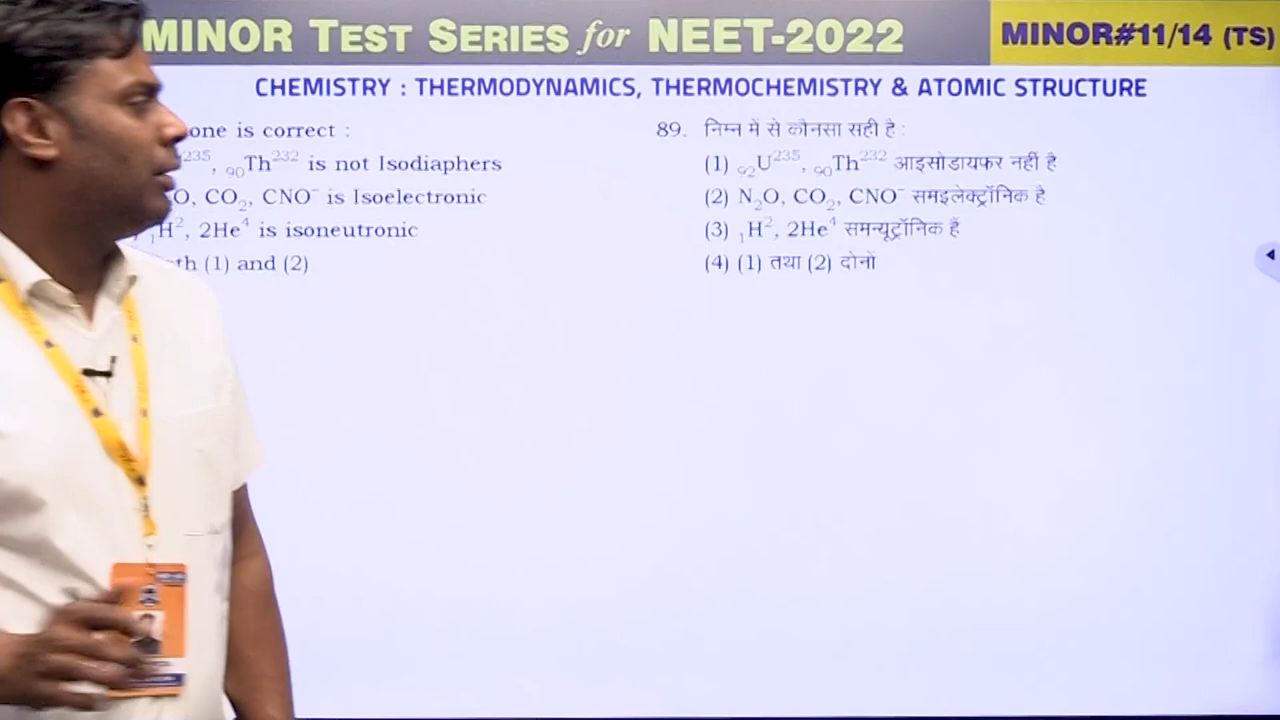 MINOR TEST SERIES for NEET-2022
MINOR#11/14 (TS)
CHEMISTRY : THERMODYNAMICS, THERMOCHEMISTRY & ATOMIC STRUCTURE
one is correct :
²³⁵, ₉₀Th²³² is not Isodiaphers
O, CO₂, CNO⁻ is Isoelectronic
₁H², 2He⁴ is isoneutronic
th (1) and (2)
89. निम्न में से कौनसा सही है :
(1) ₉₂U²³⁵, ₉₀Th²³² आइसोडायफर नहीं है
(2) N₂O, CO₂, CNO⁻ समइलेक्ट्रॉनिक है
(3) ₁H², 2He⁴ समन्यूट्रॉनिक हैं
(4) (1) तथा (2) दोनों